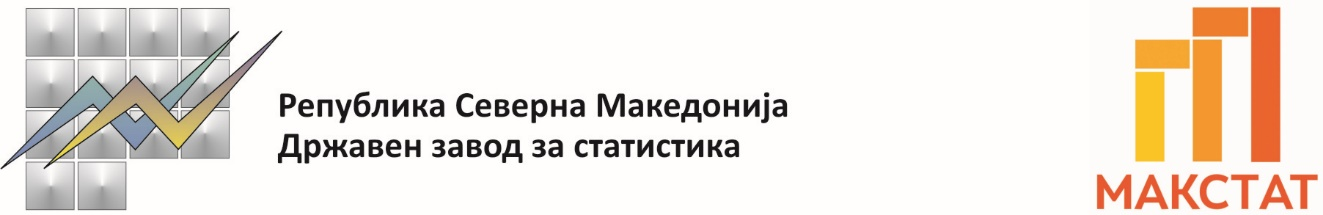 Република Северна Македонија
Државен завод за статистика
МАКСТАТ